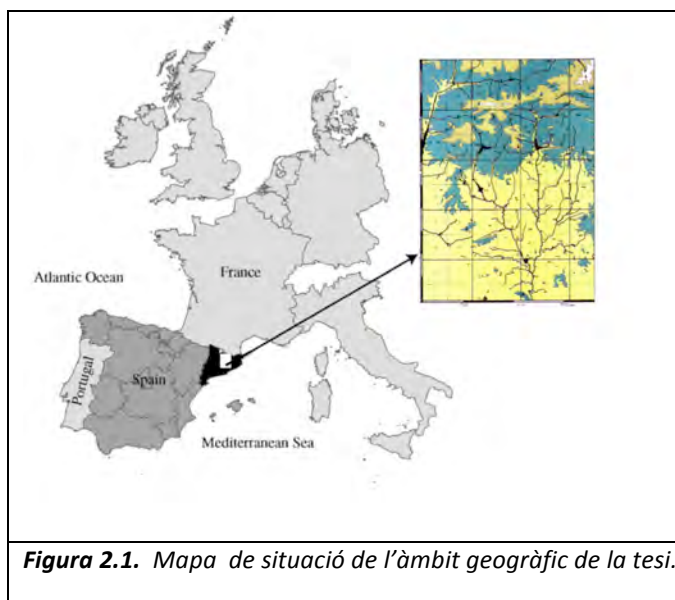 Atlantic Ocean
France
Portugal
Spain
Mediterranean Sea
Figura 2.1. Mapa de situació de l’àmbit geogràfic de la tesi.